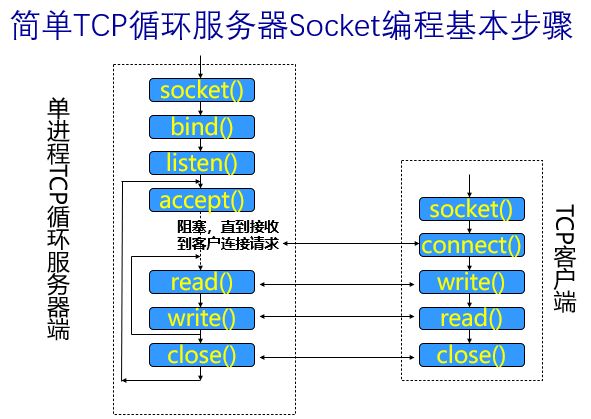 简单TCP循环服务器Socket编程基本步骤
单进程TCP循环服务器端
socket()
bind()
listen()
accept()
阻塞，直到接收
到客户连接请求
read()
write()
close()
socket()
connect()
write()
read()
close()
TCP客户端